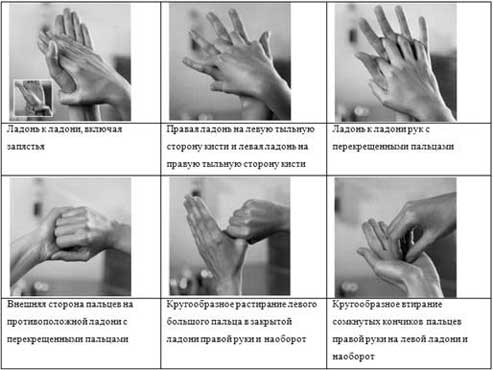 Ладонь к ладони, включая
запястья
Правая ладонь на левую тыльную
сторону кисти и левая ладонь на
правую тыльную сторону кисти
Ладонь к ладони рук с
перекрещенными пальцами
Внешняя сторона пальцев на
противоположной ладони с
перекрещенными пальцами
Кругообразное растирание левого
большого пальца в закрытой
ладони правой руки и наоборот
Кругообразное втирание
сомкнутых кончиков пальцев
правой руки на левой ладони и
наоборот